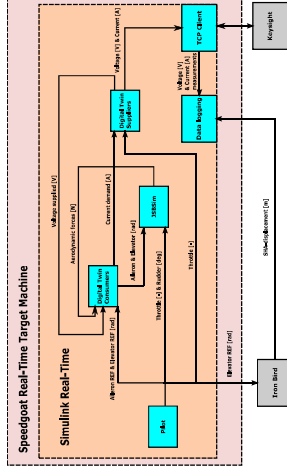 Speedgoat Real-Time Target Machine
Simulink Real-Time
Voltage supplied [V]
Aerodynamic forces [N]
Digital Twin
Consumers
Current demand [A]
Voltage [V] & Current [A]
Digital Twin
Suppliers
Aileron & Elevator [rad]
Aileron REF & Elevator REF [rad]
JSBSim
Throttle [•] & Rudder [deg]
Pilot
Throttle [•]
Voltage [V]
& Current [A]
measurements
TCP Client
Data logging
Elevator REF [rad]
Keysight
Iron Bird
displacement [m]